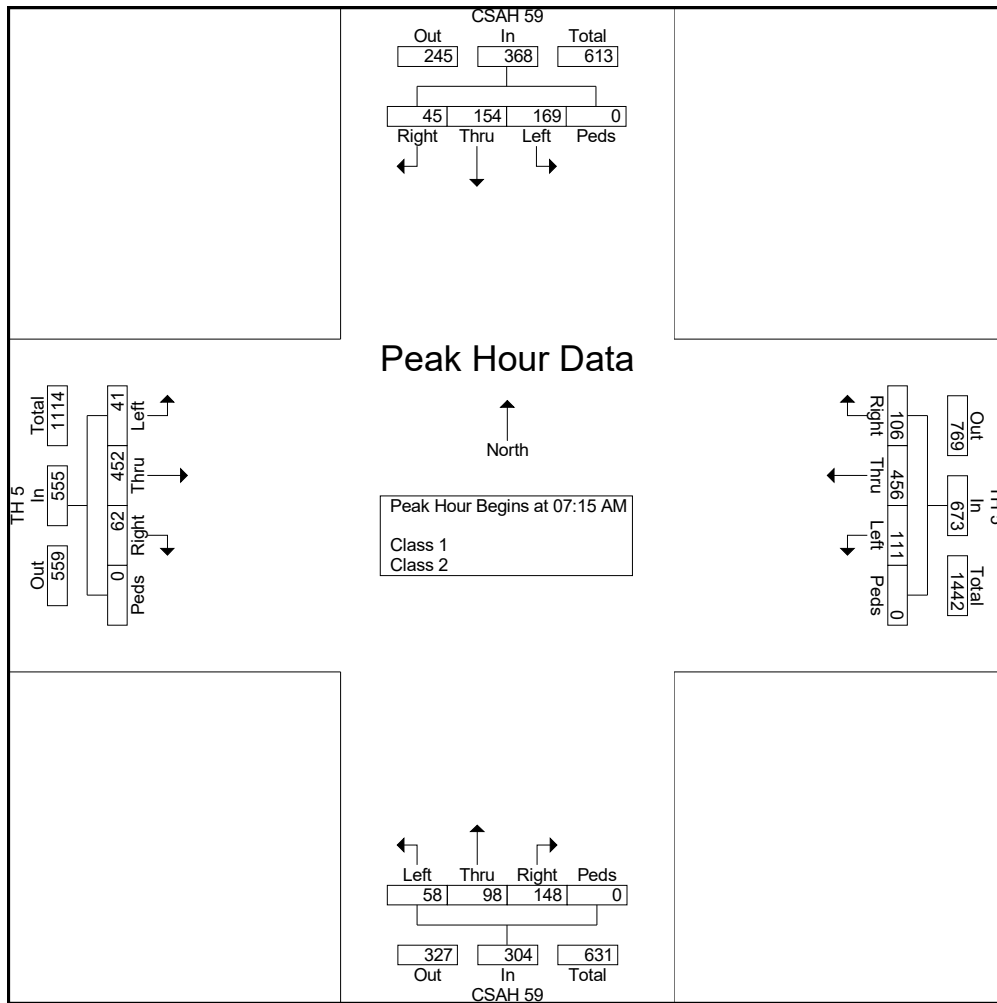 CSAH 59
Out In Total
245 368 613
45 154 169 0
Right Thru Left Peds
Peak Hour Data
North
Peak Hour Begins at 07:15 AM
Class 1
Class 2
TH 5
Total In Out
1114 555 559
41 452 62 0
Left Thru Right Peds
Out In Total
769 673 1442
106 456 111 0
Right Thru Left Peds
Left Thru Right Peds
58 98 148 0
327 304 631
Out In Total
CSAH 59